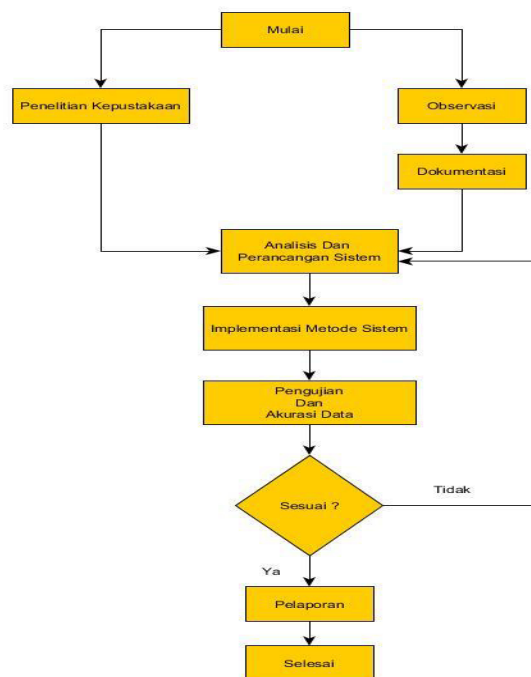 Mulai
Penelitian Kepustakaan
Observasi
Dokumentasi
Analisis Dan
Perancangan Sistem
Implementasi Metode Sistem
Pengujian
Dan
Akurasi Data
Sesuai ?
Tidak
Ya
Pelaporan
Selesai